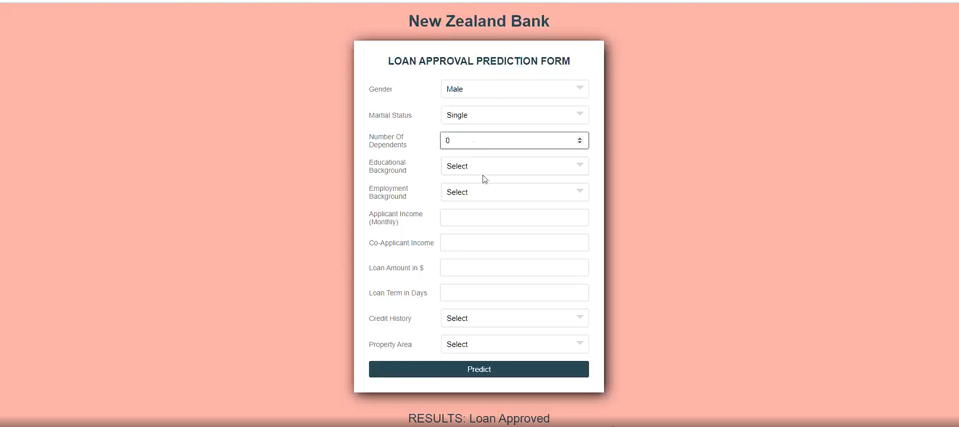 New Zealand Bank
LOAN APPROVAL PREDICTION FORM
Gender
Male
Martial Status
Single
Number Of
Dependents
0
Educational
Background
Select
Employment
Background
Select
Applicant Income
(Monthly)
Co-Applicant Income
Loan Amount in $
Loan Term in Days
Credit History
Select
Property Area
Select
Predict
RESULTS: Loan Approved